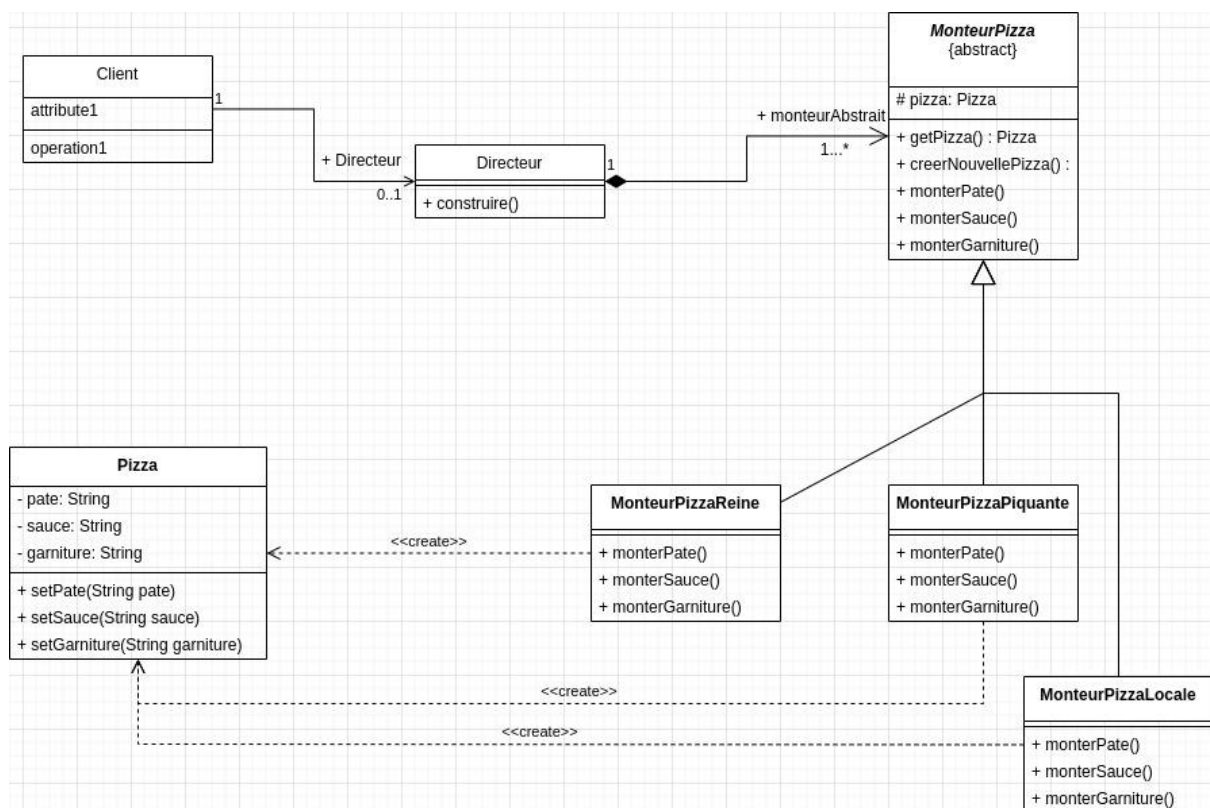 MonteurPizza
{abstract}
# pizza: Pizza
+ getPizza() : Pizza
+ creerNouvellePizza() :
+ monterPate()
+ monterSauce()
+ monterGarniture()
Client
attribute1
operation1
1
+ Directeur
0..1
Directeur
+ construire()
1
+ monteurAbstrait
1...*
Pizza
- pate: String
- sauce: String
- garniture: String
+ setPate(String pate)
+ setSauce(String sauce)
+ setGarniture(String garniture)
<<create>>
MonteurPizzaReine
+ monterPate()
+ monterSauce()
+ monterGarniture()
MonteurPizzaPiquante
+ monterPate()
+ monterSauce()
+ monterGarniture()
<<create>>
<<create>>
MonteurPizzaLocale
+ monterPate()
+ monterSauce()
+ monterGarniture()